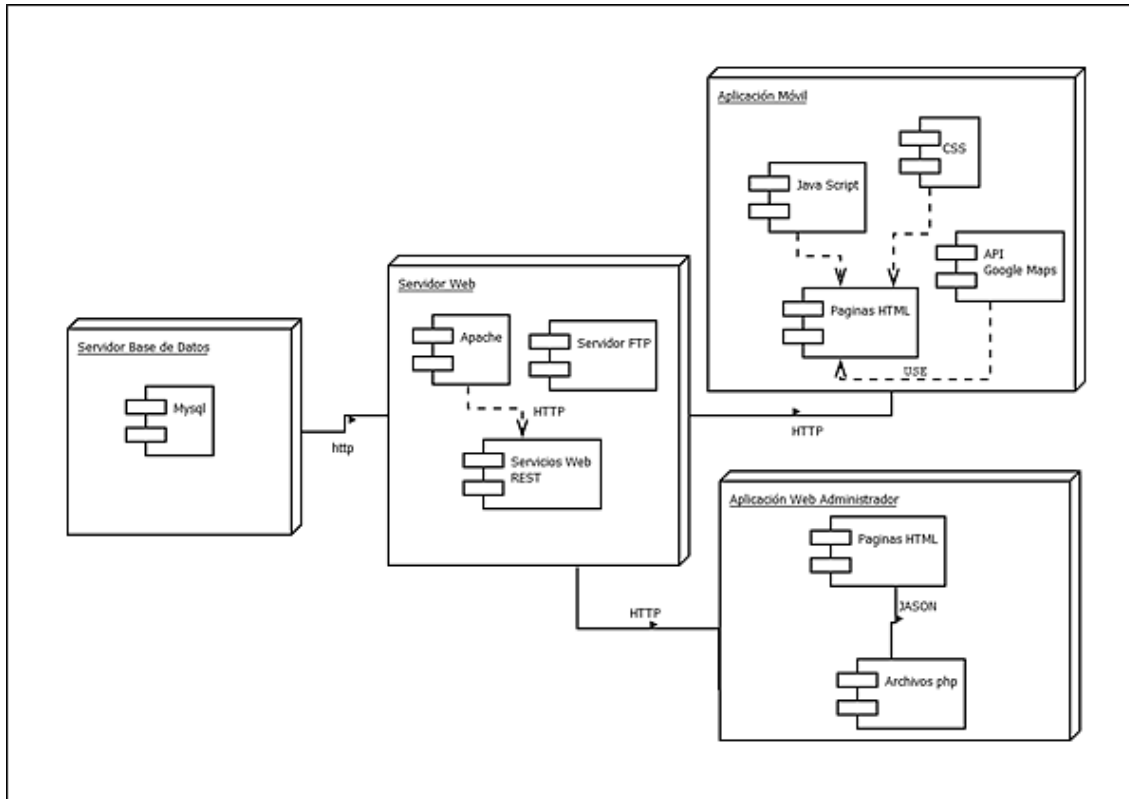 Servidor Base de Datos
Mysql
http
Servidor Web
Apache
Servidor FTP
HTTP
Servicios Web
REST
HTTP
HTTP
Aplicación Móvil
CSS
Java Script
API
Google Maps
Paginas HTML
USE
Aplicación Web Administrador
Paginas HTML
JASON
Archivos php